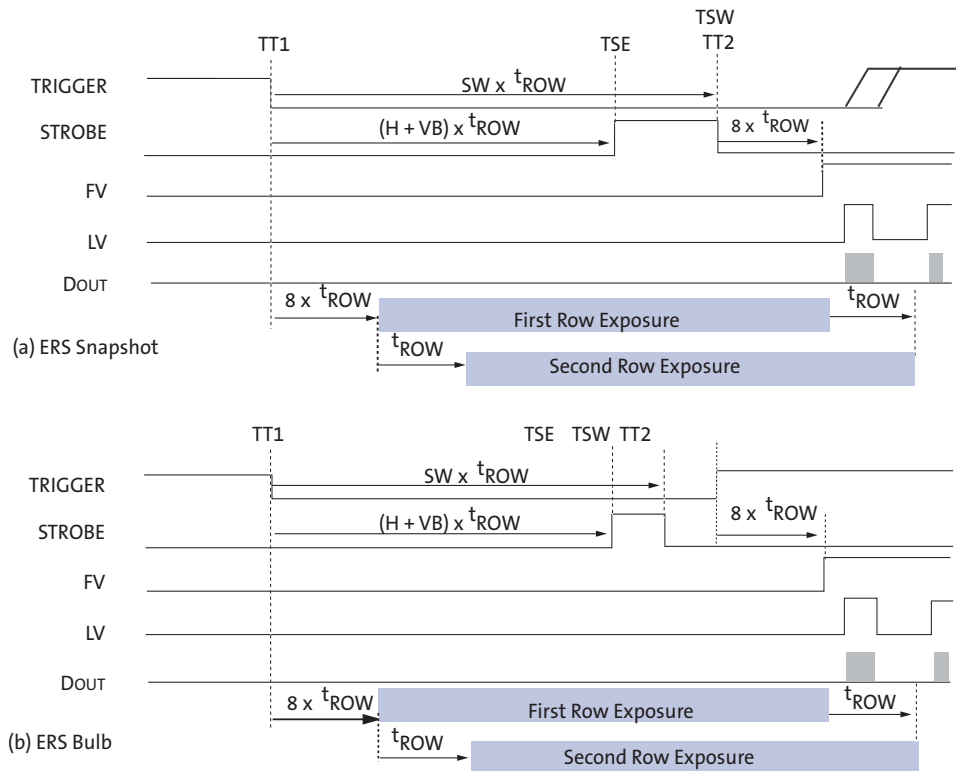 TSW
TT1 TSE TT2
TRIGGER
SW x tROW
STROBE
(H + VB) x tROW
8 x tROW
FV
LV
DOUT
8 x tROW
First Row Exposure
tROW
(a) ERS Snapshot
tROW
Second Row Exposure
TT1 TSE TSW TT2
TRIGGER
SW x tROW
STROBE
(H + VB) x tROW
8 x tROW
FV
LV
DOUT
8 x tROW
First Row Exposure
tROW
(b) ERS Bulb
tROW
Second Row Exposure